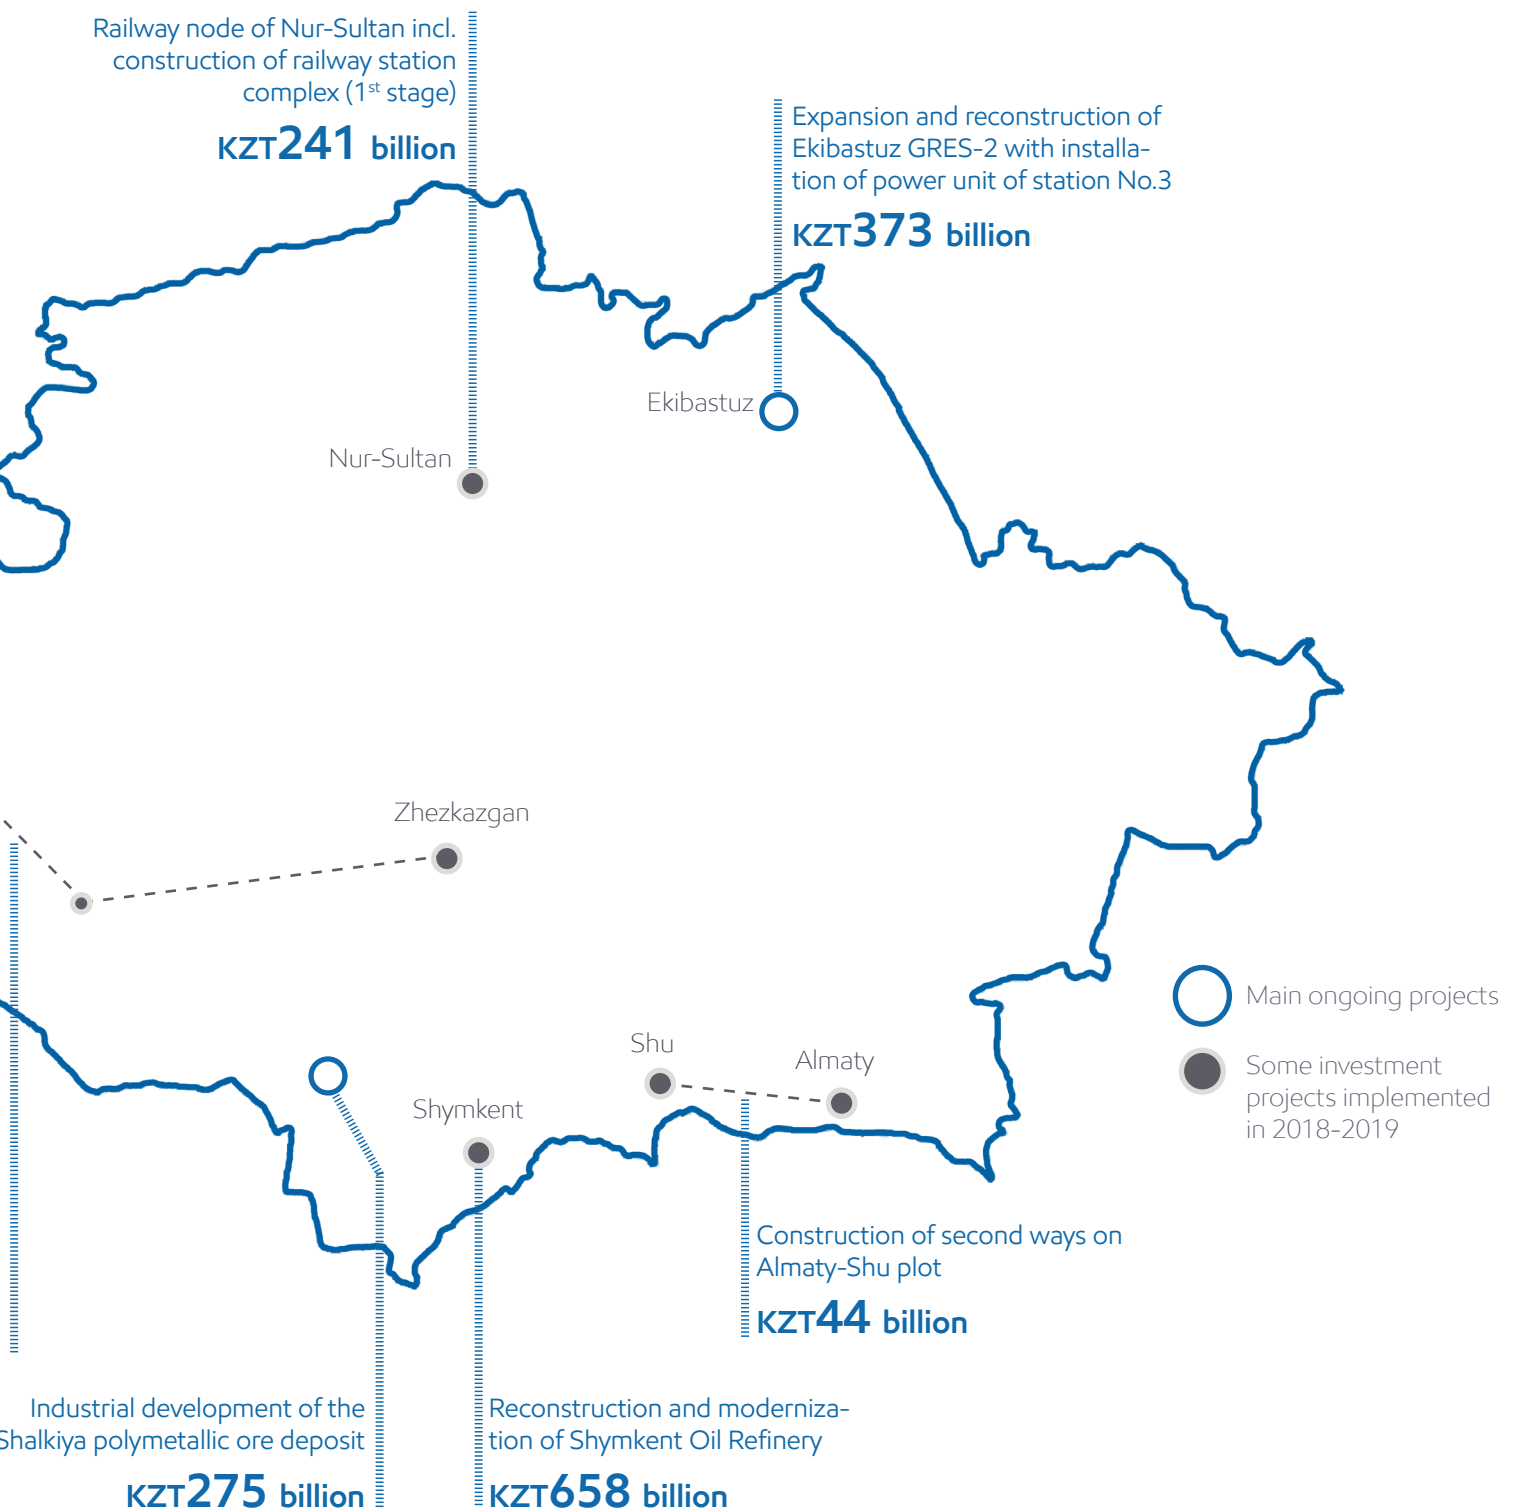 Railway node of Nur-Sultan incl.
construction of railway station
complex (1st stage)
KZT241 billion
Expansion and reconstruction of
Ekibastuz GRES-2 with installa-
tion of power unit of station No.3
KZT373 billion
Ekibastuz
Nur-Sultan
Zhezkazgan
Main ongoing projects
Shu
Almaty
Some investment
projects implemented
in 2018-2019
Shymkent
Construction of second ways on
Almaty-Shu plot
KZT44 billion
Industrial development of the
Shalkiya polymetallic ore deposit
KZT275 billion
Reconstruction and moderniza-
tion of Shymkent Oil Refinery
KZT658 billion